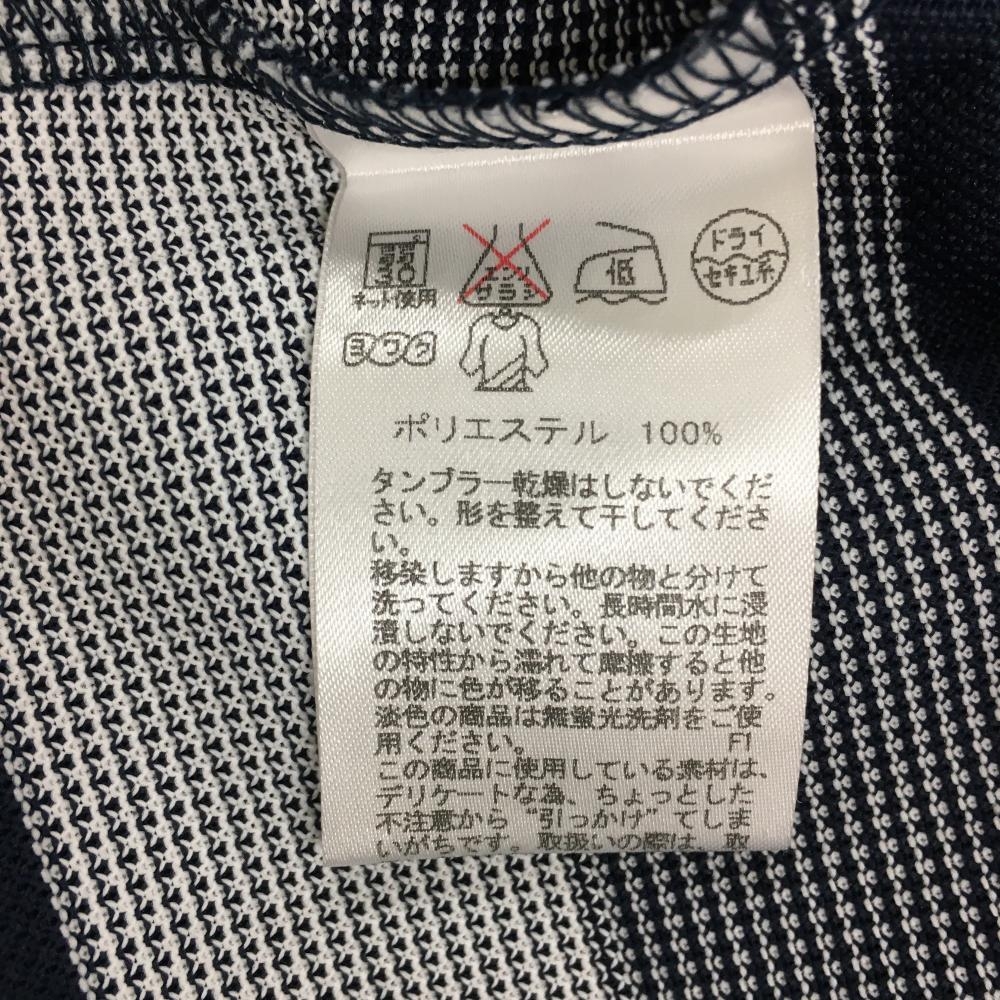 30
ネット使用
エンソ
サラシ
低
ドライ
セキユ系
ヨワク
ポリエステル 100%
タンブラー乾燥はしないでくだ
さい。形を整えて干してくださ
い。
移染しますから他の物と分けて
洗ってください。長時間水に浸
漬しないでください。この生地
の特性から濡れて摩擦すると他
の物に色が移ることがあります。
淡色の商品は無蛍光洗剤をご使
用ください。 F1
この商品に使用している素材は、
デリケートな為、ちょっとした
不注意から“引っかけ”てしま
いがちです。取扱いの際は、取